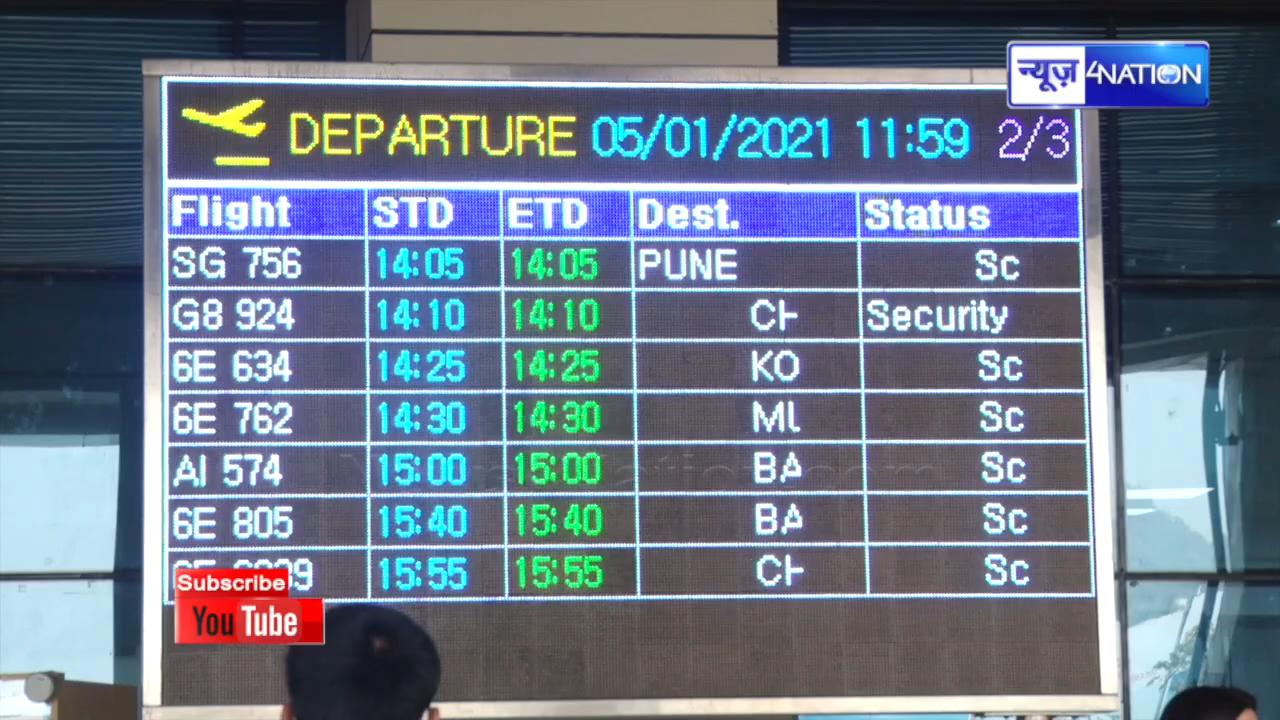 न्यूज़ 4NATION
DEPARTURE 05/01/2021 11:59 2/3
Flight STD ETD Dest. Status
SG 756 14:05 14:05 PUNE Sc
G8 924 14:10 14:10 Security
6E 634 14:25 14:25 KO Sc
6E 762 14:30 14:30 Sc
AI 574 15:00 15:00 BA Sc
6E 805 15:40 15:40 BA Sc
15:55 15:55 Sc
Subscribe
YouTube